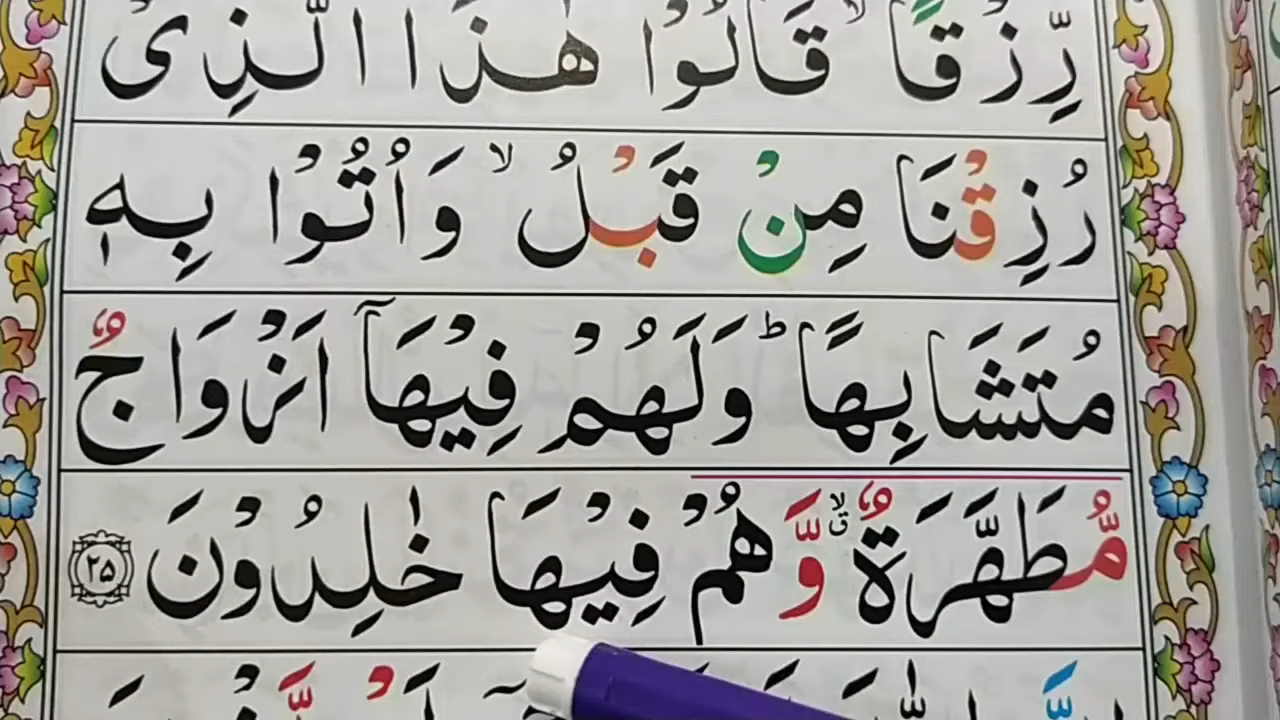 رِّزۡقًا ۙ قَالُوۡا هٰذَا الَّذِىۡ
رُزِقۡنَا مِنۡ قَبۡلُ ۙ وَاُتُوۡا بِهٖ
مُتَشَابِهًا ؕ وَلَهُمۡ فِيۡهَاۤ اَزۡوَاجٌ
مُّطَهَّرَةٌ ۙق وَّهُمۡ فِيۡهَا خٰلِدُوۡنَ ۲۵